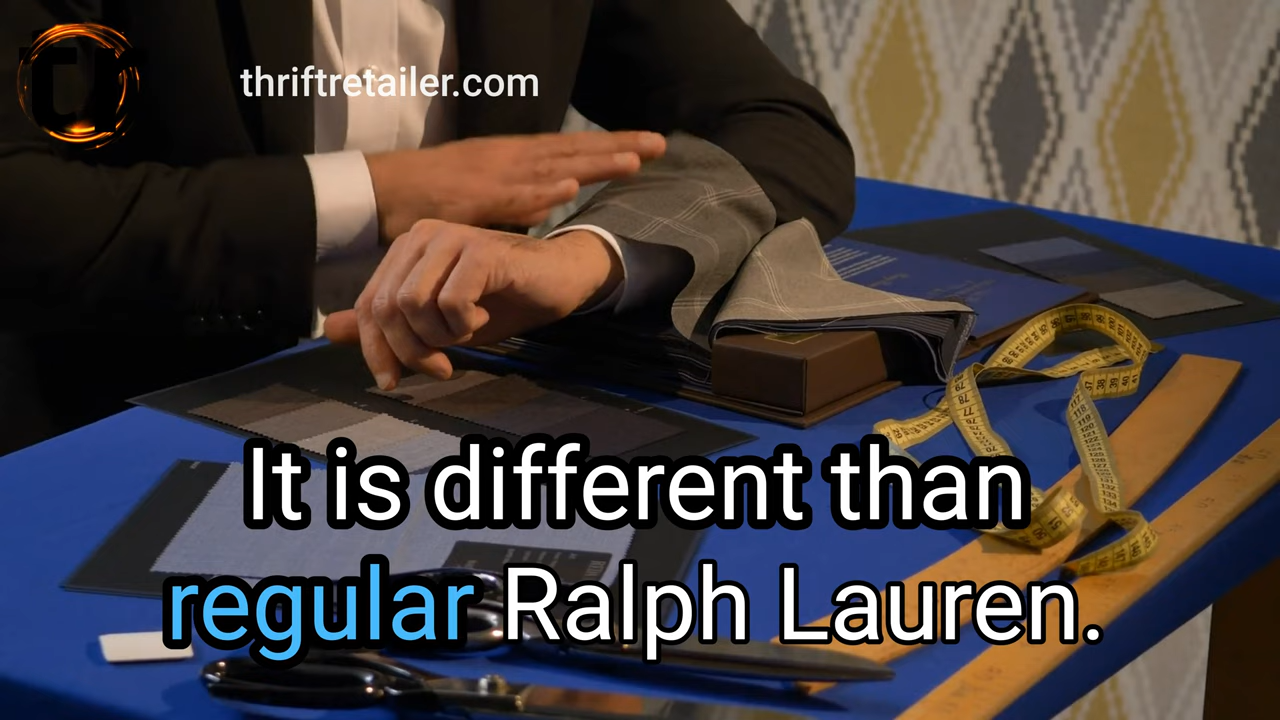 thriftretailer.com
It is different than
regular Ralph Lauren.